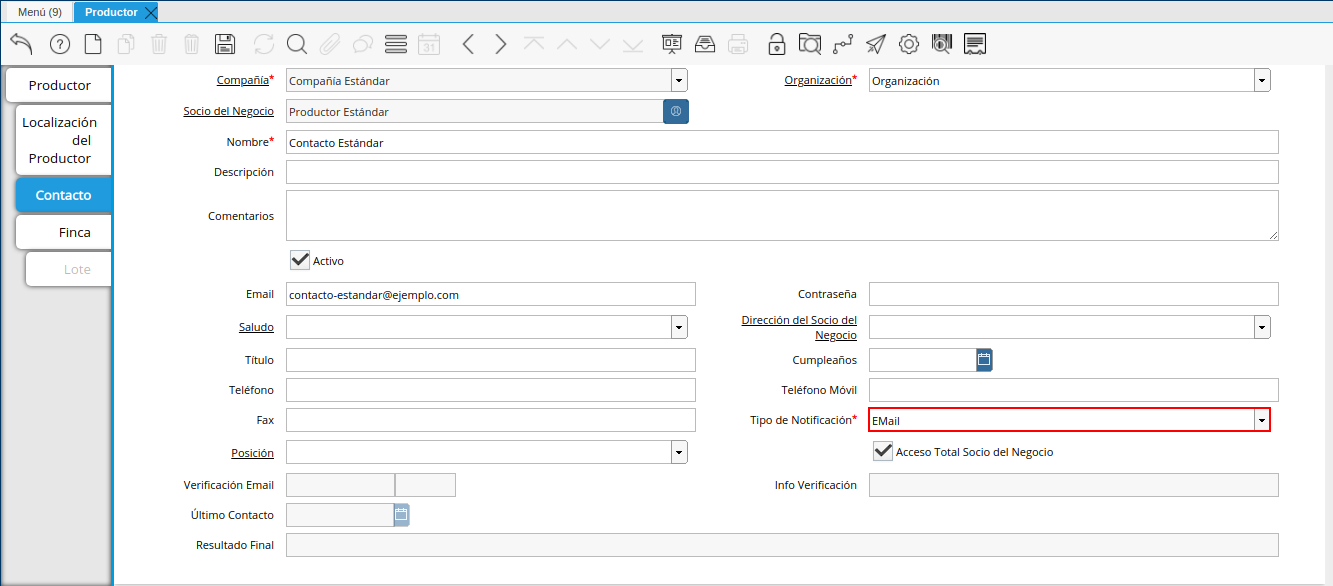 Menú (9)
Productor
31
Productor
Localización
del
Productor
Contacto
Finca
Lote
Compañía*
Compañía Estándar
Organización*
Organización
Socio del Negocio
Productor Estándar
Nombre*
Contacto Estándar
Descripción
Comentarios
Activo
Email
contacto-estandar@ejemplo.com
Contraseña
Saludo
Dirección del Socio del
Negocio
Título
Cumpleaños
Teléfono
Teléfono Móvil
Fax
Tipo de Notificación*
EMail
Posición
Acceso Total Socio del Negocio
Verificación Email
Info Verificación
Último Contacto
Resultado Final